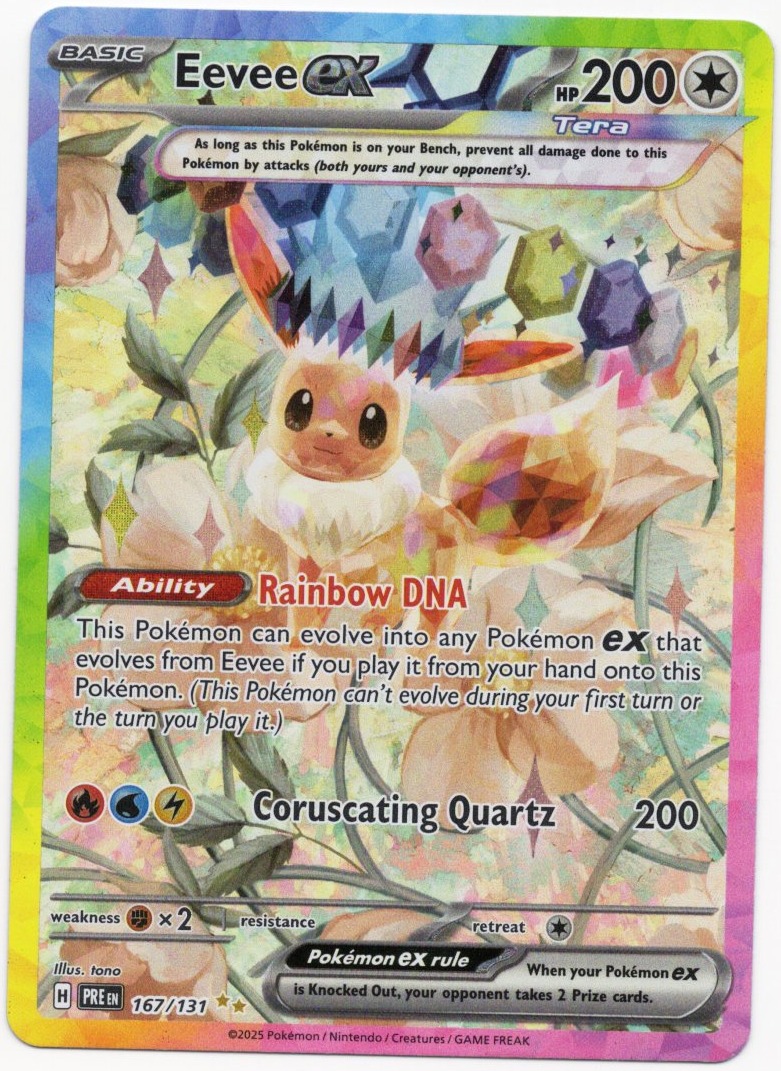 BASIC
Eevee ex HP 200
Tera
As long as this Pokémon is on your Bench, prevent all damage done to this
Pokémon by attacks (both yours and your opponent's).
Ability Rainbow DNA
This Pokémon can evolve into any Pokémon ex that
evolves from Eevee if you play it from your hand onto this
Pokémon. (This Pokémon can't evolve during your first turn or
the turn you play it.)
Coruscating Quartz 200
weakness ×2 resistance retreat
Pokémon ex rule
When your Pokémon ex
is Knocked Out, your opponent takes 2 Prize cards.
Illus. tono
H PRE EN 167/131
©2025 Pokémon / Nintendo / Creatures / GAME FREAK